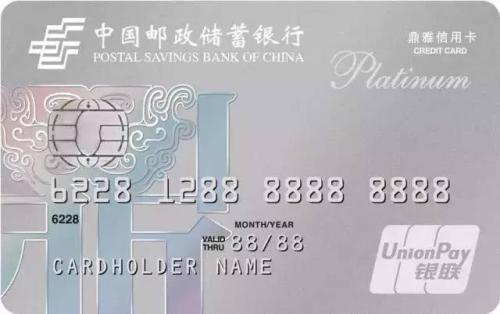 中国邮政储蓄银行
POSTAL SAVINGS BANK OF CHINA
鼎雅信用卡
CREDIT CARD
Platinum
6228 1288 8888 8888
6228
MONTH/YEAR
VALID THRU 88/88
CARDHOLDER NAME
UnionPay
银联